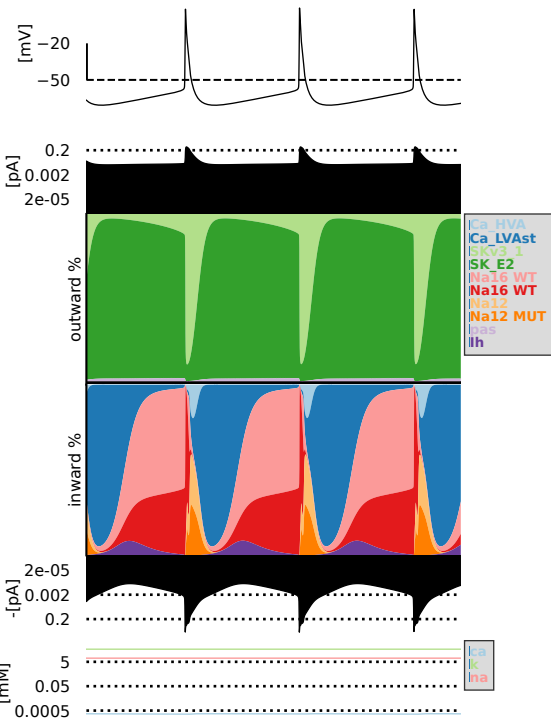 [mV]
−20
−50
[pA]
0.2
0.002
2e-05
outward %
Ca_HVA
Ca_LVAst
SKv3_1
SK_E2
Na16 WT
Na16 WT
Na12
Na12 MUT
pas
Ih
inward %
-[pA]
2e-05
0.002
0.2
[mM]
5
0.05
0.0005
ca
k
na